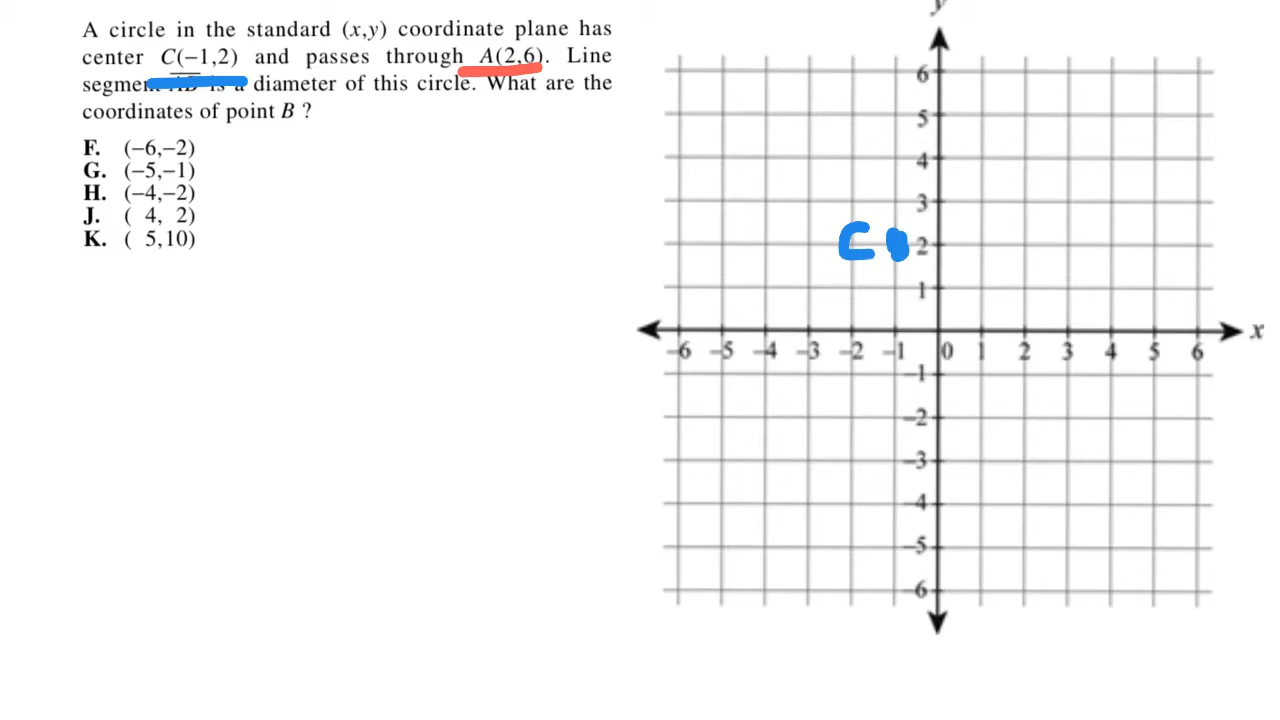 A circle in the standard (x,y) coordinate plane has
center C(−1,2) and passes through A(2,6). Line
diameter of this circle. What are the
coordinates of point B ?
F. (−6,−2)
G. (−5,−1)
H. (−4,−2)
J. ( 4, 2)
K. ( 5,10)
y
6
5
4
3
C
2
1
−6 −5 −4 −3 −2 −1 0 1 2 3 4 5 6 x
−1
−2
−3
−4
−5
−6